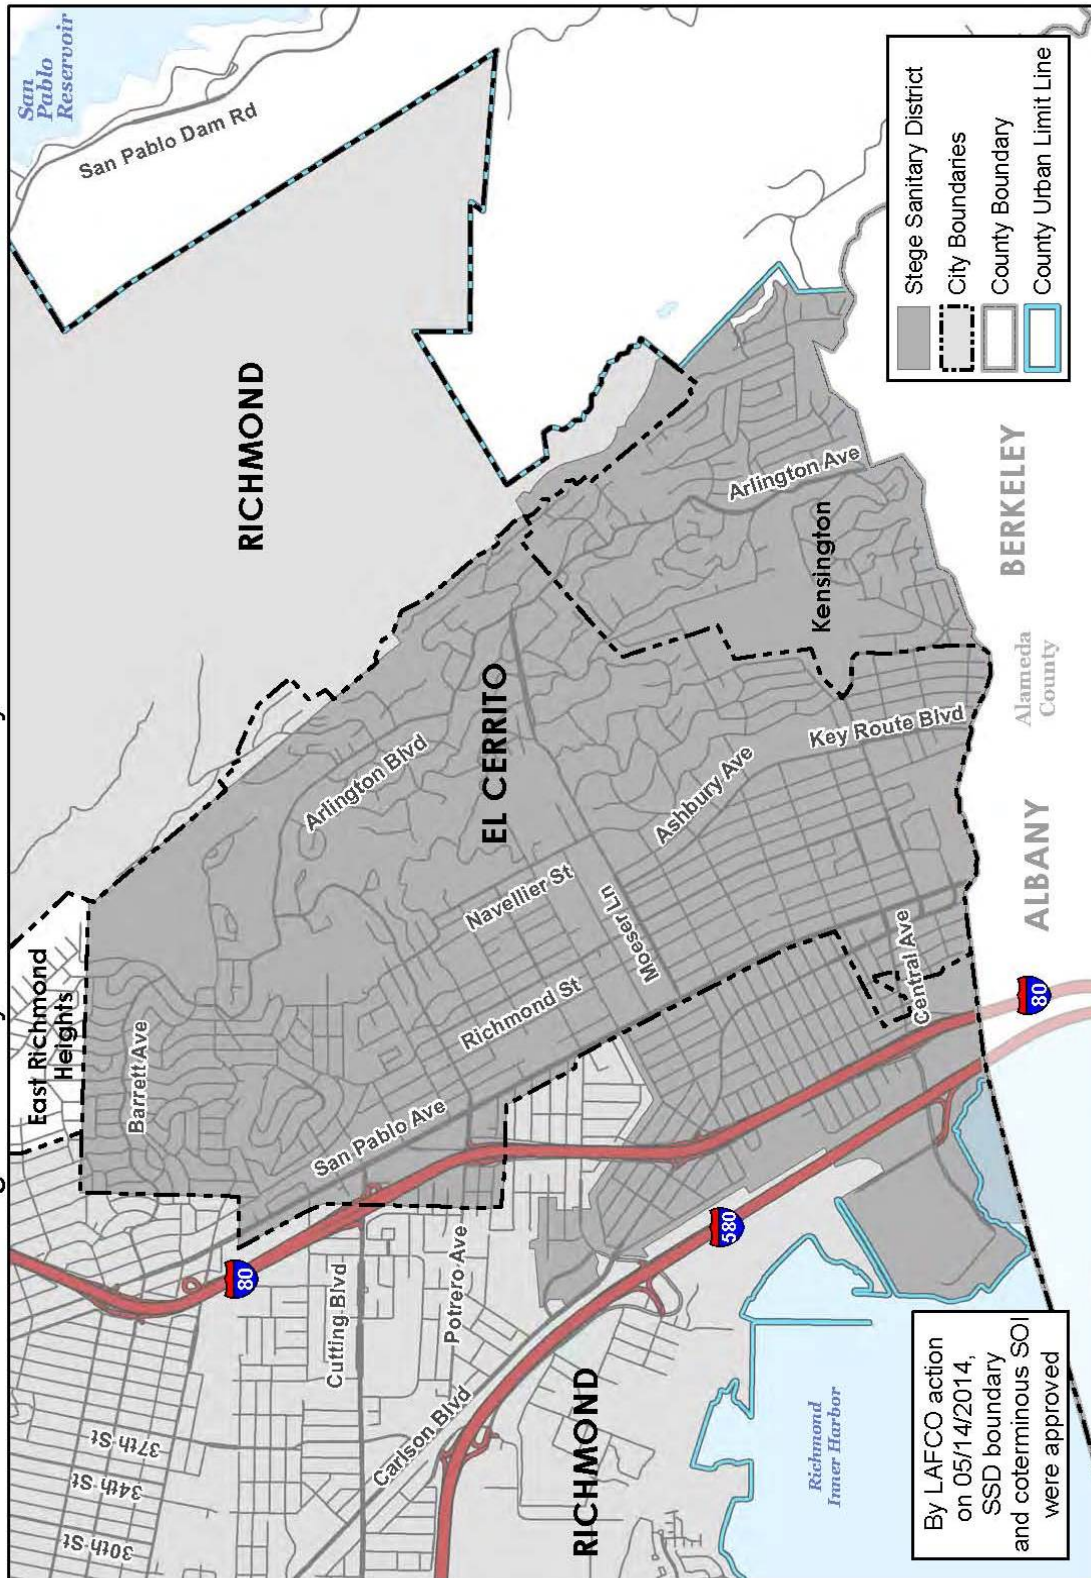 San
Pablo
Reservoir
San Pablo Dam Rd
RICHMOND
Stege Sanitary District
City Boundaries
County Boundary
County Urban Limit Line
East Richmond
Heights
Barrett Ave
Arlington Blvd
EL CERRITO
Navellier St
Richmond St
Moeser Ln
Ashbury Ave
Key Route Blvd
Arlington Ave
Kensington
BERKELEY
Alameda
County
ALBANY
Central Ave
San Pablo Ave
80
80
580
Cutting Blvd
Potrero Ave
Carlson Blvd
37th St
34th St
30th St
RICHMOND
Richmond
Inner Harbor
By LAFCO action
on 05/14/2014,
SSD boundary
and coterminous SOI
were approved